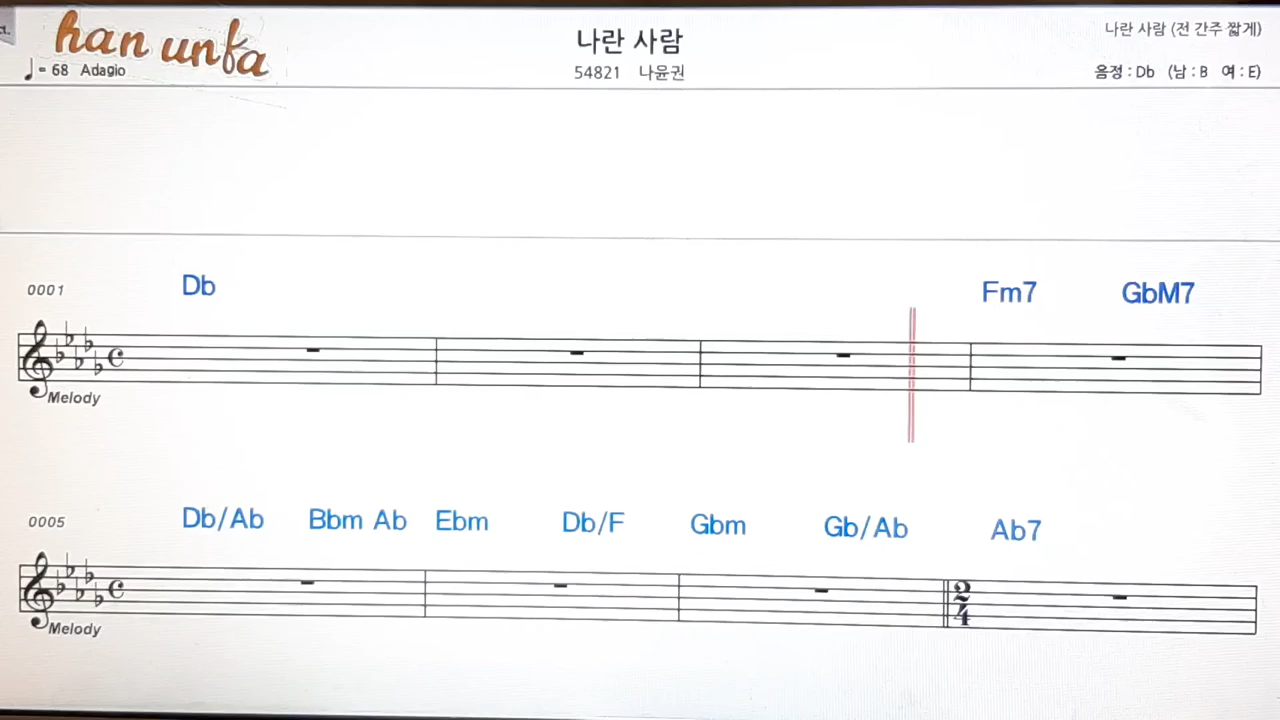 han unfa
♩= 68 Adagio
나란 사람
54821 나윤권
나란 사람 (전 간주 짧게)
음정 : Db (남 : B 여 : E)
0001 Db Fm7 GbM7
Melody
0005 Db/Ab Bbm Ab Ebm Db/F Gbm Gb/Ab Ab7
2
4
Melody